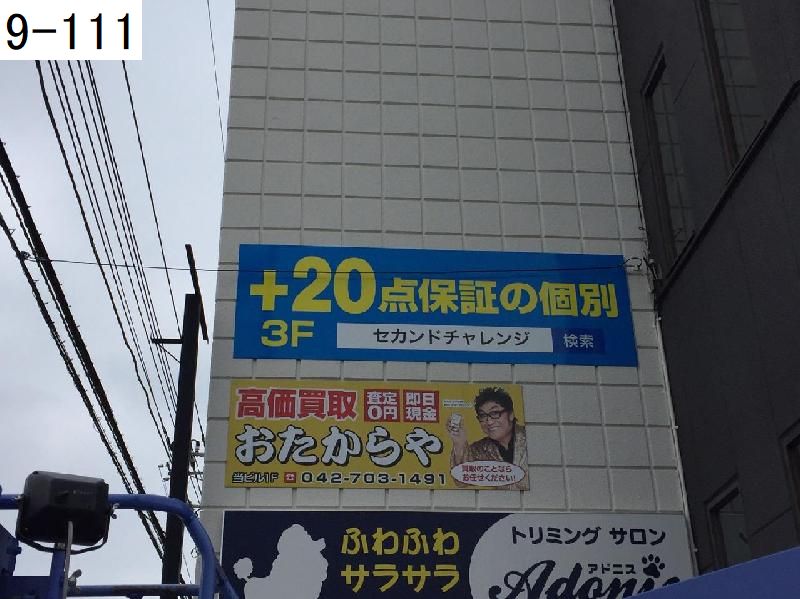 9-111
+20点保証の個別
3F セカンドチャレンジ 検索
高価買取 査定0円 即日現金
おたからや
買取のことなら
お任せください!
当ビル1F 042-703-1491
ふわふわ
サラサラ
トリミング サロン
アドニス
Adonis